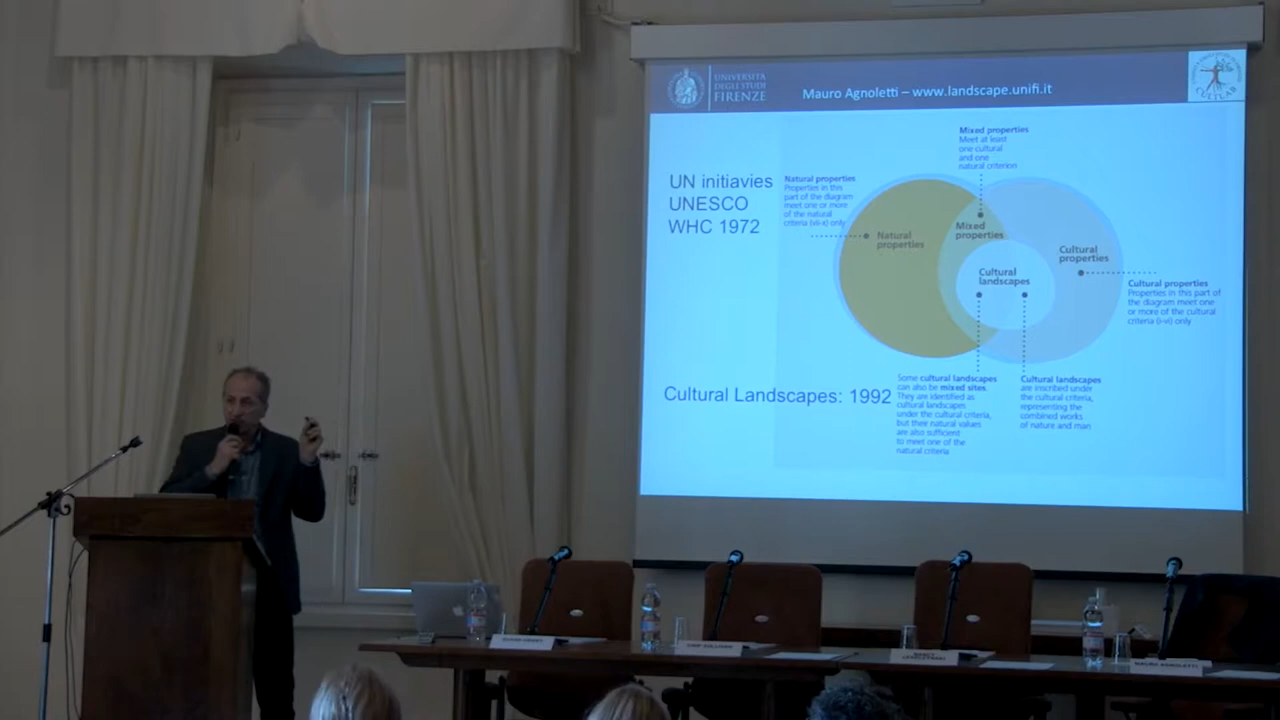 UNIVERSITÀ
DEGLI STUDI
FIRENZE
Mauro Agnoletti – www.landscape.unifi.it
CULTLAB
UN initiavies
UNESCO
WHC 1972
Natural properties
Properties in this
part of the diagram
meet one or more
of the natural
criteria (vii-x) only
Mixed properties
Meet at least
one cultural
and one
natural criterion
Natural
properties
Mixed
properties
Cultural
properties
Cultural
landscapes
Cultural properties
Properties in this part of
the diagram meet one
or more of the cultural
criteria (i-vi) only
Cultural Landscapes: 1992
Some cultural landscapes
can also be mixed sites.
They are identified as
cultural landscapes
under the cultural criteria,
but their natural values
are also sufficient
to meet one of the
natural criteria
Cultural landscapes
are inscribed under
the cultural criteria,
representing the
combined works
of nature and man
MAURO AGNOLETTI